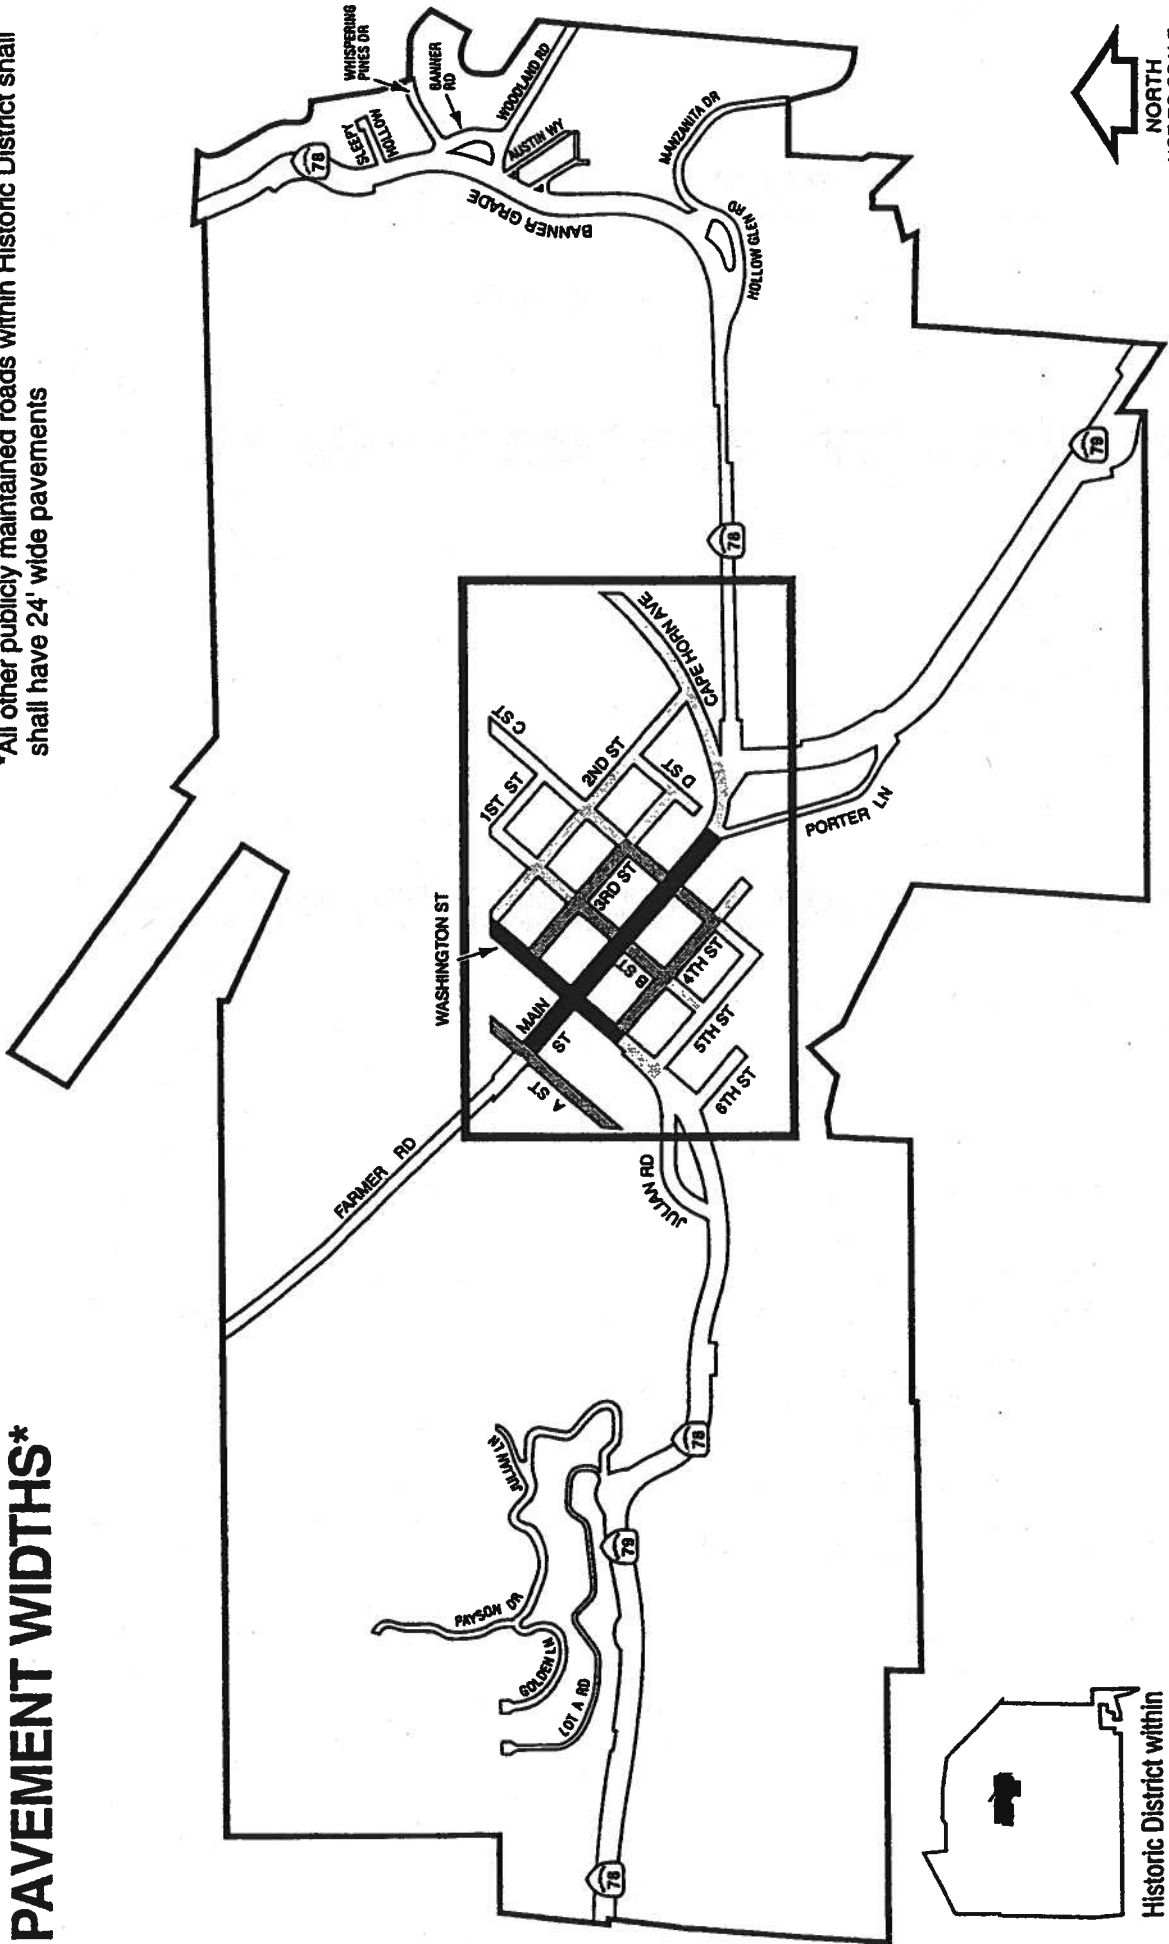 PAVEMENT WIDTHS*
*All other publicly maintained roads within Historic District shall
shall have 24' wide pavements
WHISPERING
PINES DR
BANNER
RD
WOODLAND RD
SLEEPY
HOLLOW
78
AUSTIN WY
MANZANITA DR
BANNER GRADE
HOLLOW GLEN RD
78
79
CAPE HORN AVE
C ST
1ST ST
2ND ST
D ST
3RD ST
PORTER LN
WASHINGTON ST
MAIN
ST
B ST
4TH ST
5TH ST
6TH ST
A ST
FARMER RD
JULIAN RD
78
JULIAN LN
79
PAYSON DR
GOLDEN LN
LOT A RD
78
NORTH
Historic District within